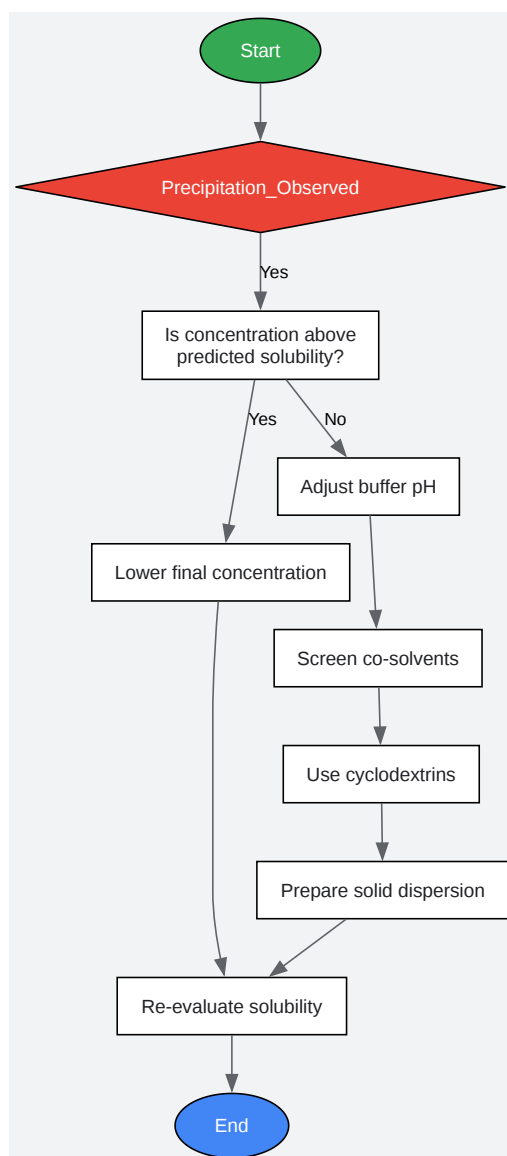 Start
Precipitation_Observed
Yes
Is concentration above
predicted solubility?
Yes
No
Adjust buffer pH
Lower final concentration
Screen co-solvents
Use cyclodextrins
Prepare solid dispersion
Re-evaluate solubility
End